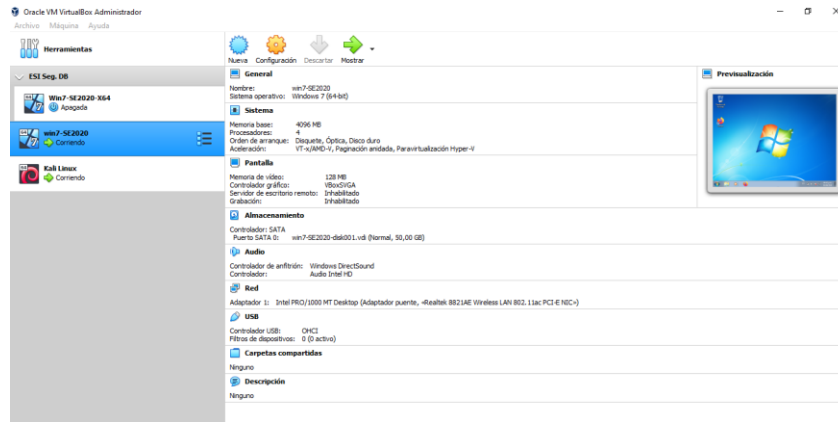 Oracle VM VirtualBox Administrador
Archivo Máquina Ayuda
Herramientas
Nueva Configuración Descartar Mostrar
ESI Seg. DB
Win7-SE2020-X64
Apagada
win7-SE2020
Corriendo
Kali Linux
Corriendo
General
Nombre: win7-SE2020
Sistema operativo: Windows 7 (64-bit)
Sistema
Memoria base: 4096 MB
Procesadores: 4
Orden de arranque: Disquete, Óptica, Disco duro
Aceleración: VT-x/AMD-V, Paginación anidada, Paravirtualización Hyper-V
Pantalla
Memoria de vídeo: 128 MB
Controlador gráfico: VBoxSVGA
Servidor de escritorio remoto: Inhabilitado
Grabación: Inhabilitado
Almacenamiento
Controlador: SATA
Puerto SATA 0: win7-SE2020-disk001.vdi (Normal, 50,00 GB)
Audio
Controlador de anfitrión: Windows DirectSound
Controlador: Audio Intel HD
Red
Adaptador 1: Intel PRO/1000 MT Desktop (Adaptador puente, «Realtek 8821AE Wireless LAN 802.11ac PCI-E NIC»)
USB
Controlador USB: OHCI
Filtros de dispositivos: 0 (0 activo)
Carpetas compartidas
Ninguno
Descripción
Ninguno
Previsualización